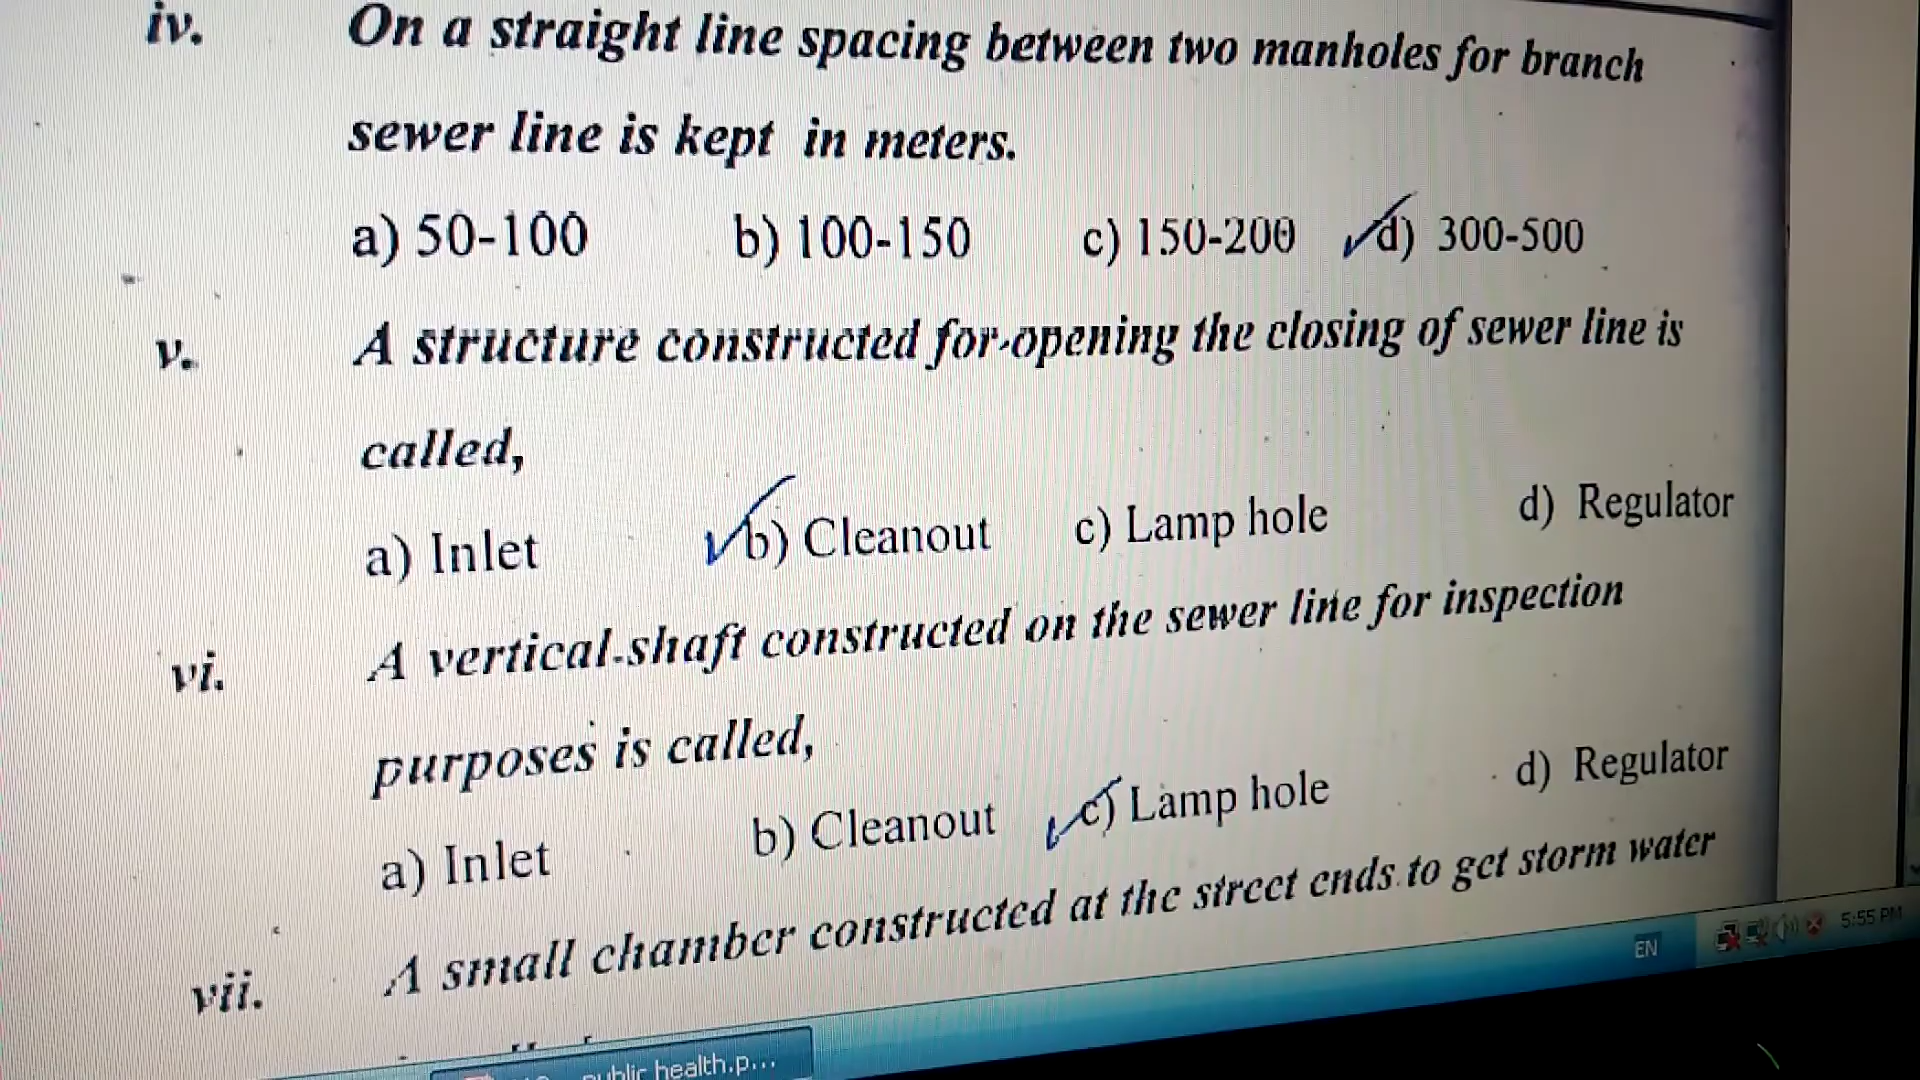 iv. On a straight line spacing between two manholes for branch
sewer line is kept in meters.
a) 50-100 b) 100-150 c) 150-200 d) 300-500
v. A structure constructed for opening the closing of sewer line is
called,
a) Inlet b) Cleanout c) Lamp hole d) Regulator
vi. A vertical shaft constructed on the sewer line for inspection
purposes is called,
a) Inlet b) Cleanout c) Lamp hole d) Regulator
vii. A small chamber constructed at the street ends to get storm water
EN 5:55 PM
public health.p...